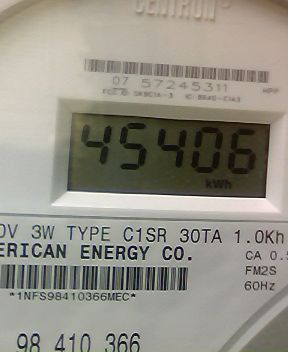 CENTRON
07 57245311
45406
kWh
0V 3W TYPE C1SR 30TA 1.0Kh
ERICAN ENERGY CO.
CA 0.5
FM2S
*1NFS98410366MEC*
60Hz
98 410 366